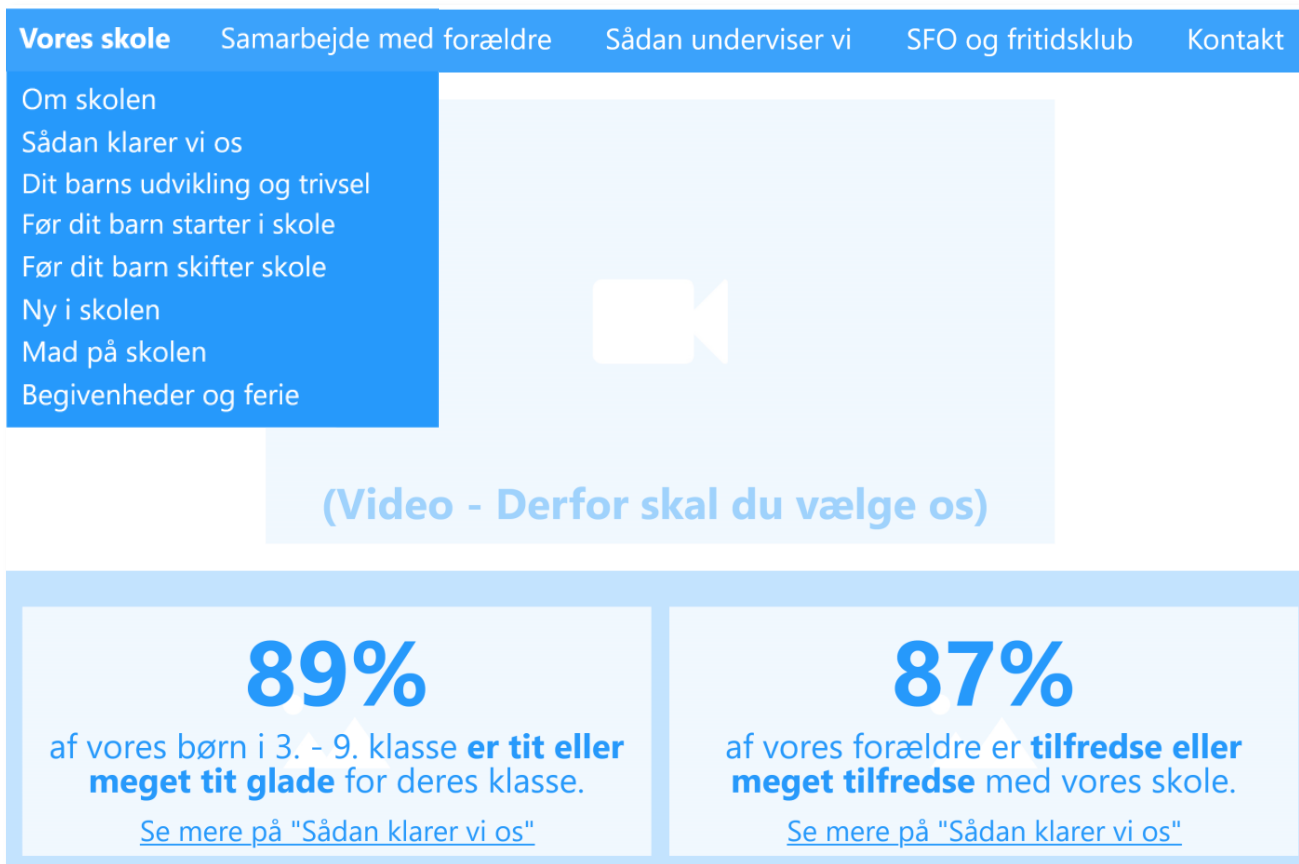 Vores skole Samarbejde med forældre Sådan underviser vi SFO og fritidsklub Kontakt
Om skolen
Sådan klarer vi os
Dit barns udvikling og trivsel
Før dit barn starter i skole
Før dit barn skifter skole
Ny i skolen
Mad på skolen
Begivenheder og ferie
(Video - Derfor skal du vælge os)
89%
af vores børn i 3. - 9. klasse er tit eller
meget tit glade for deres klasse.
Se mere på "Sådan klarer vi os"
87%
af vores forældre er tilfredse eller
meget tilfredse med vores skole.
Se mere på "Sådan klarer vi os"